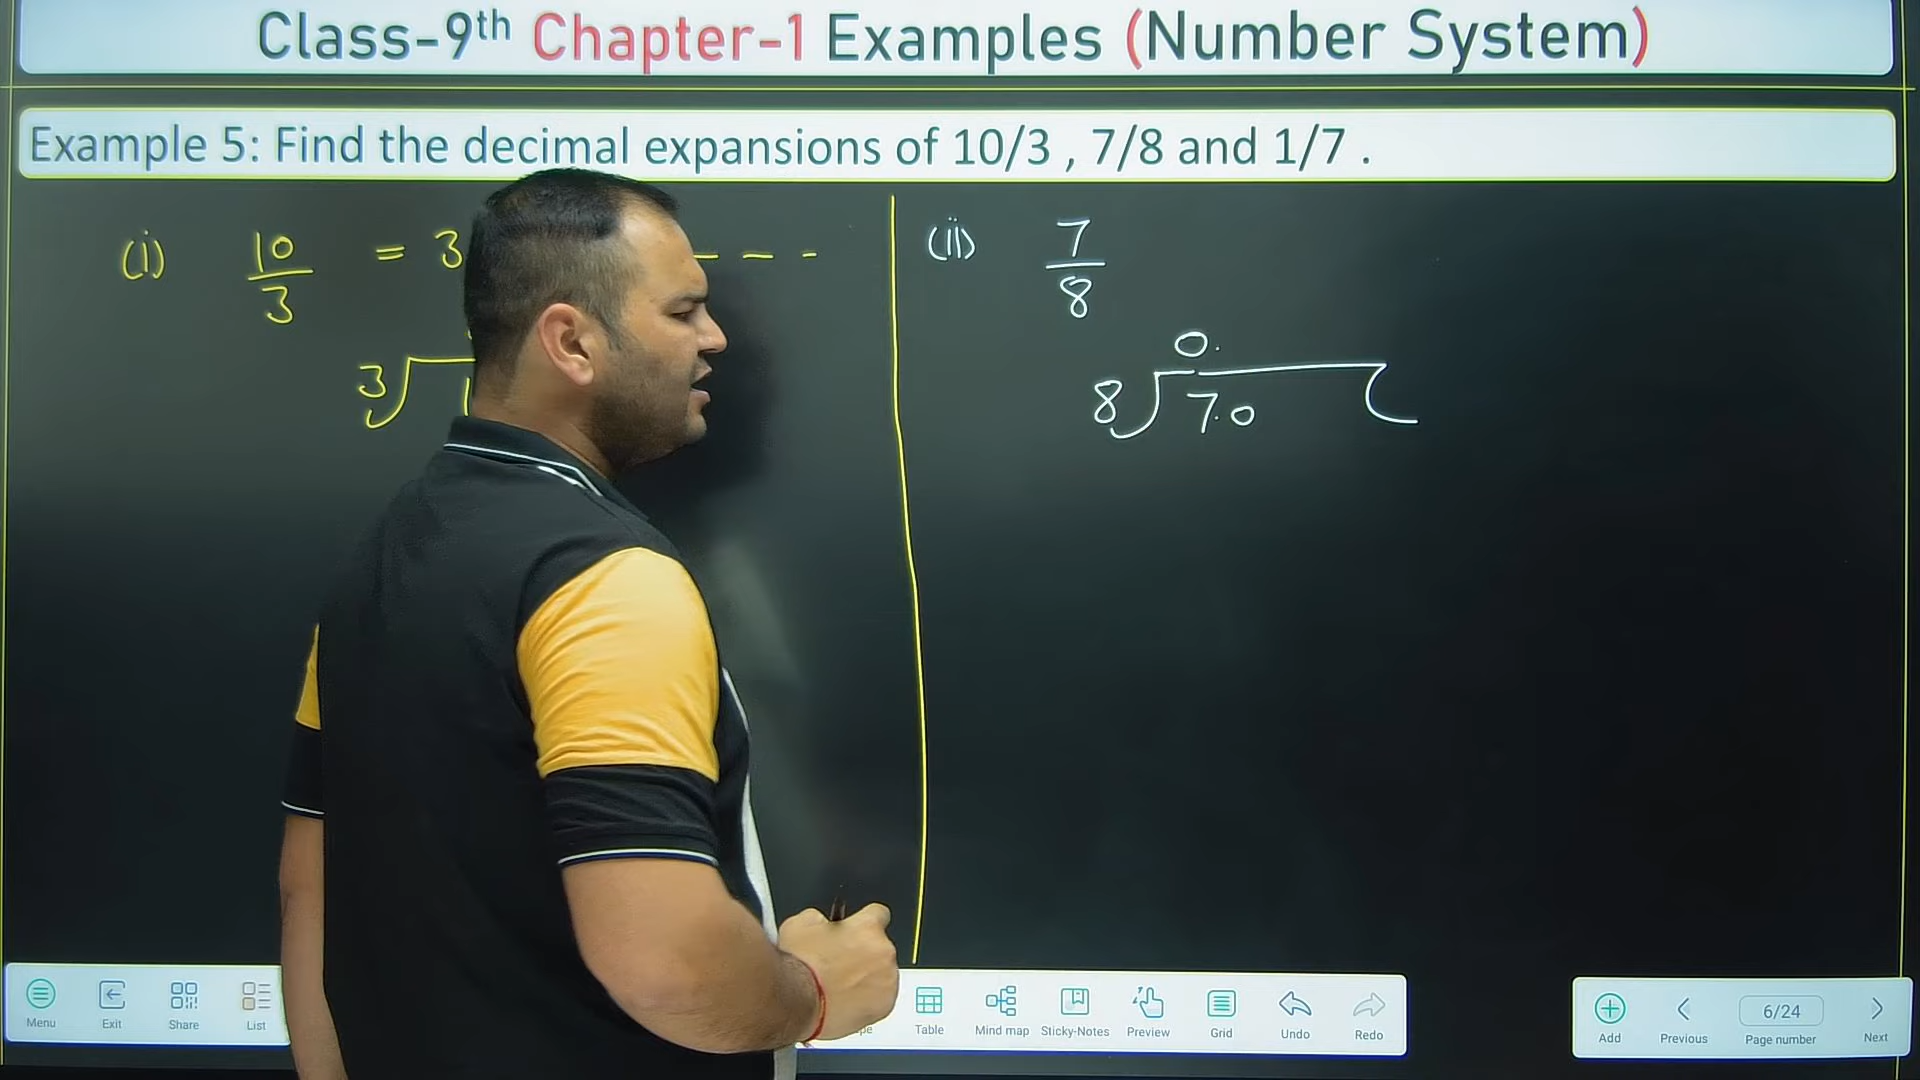 Class-9th Chapter-1 Examples (Number System)
Example 5: Find the decimal expansions of 10/3 , 7/8 and 1/7 .
(i) 10/3 = 3 - - -
3
(ii) 7/8
0.
8 7.0
Menu Exit Share List Table Mind map Sticky-Notes Preview Grid Undo Redo Add Previous 6/24 Page number Next